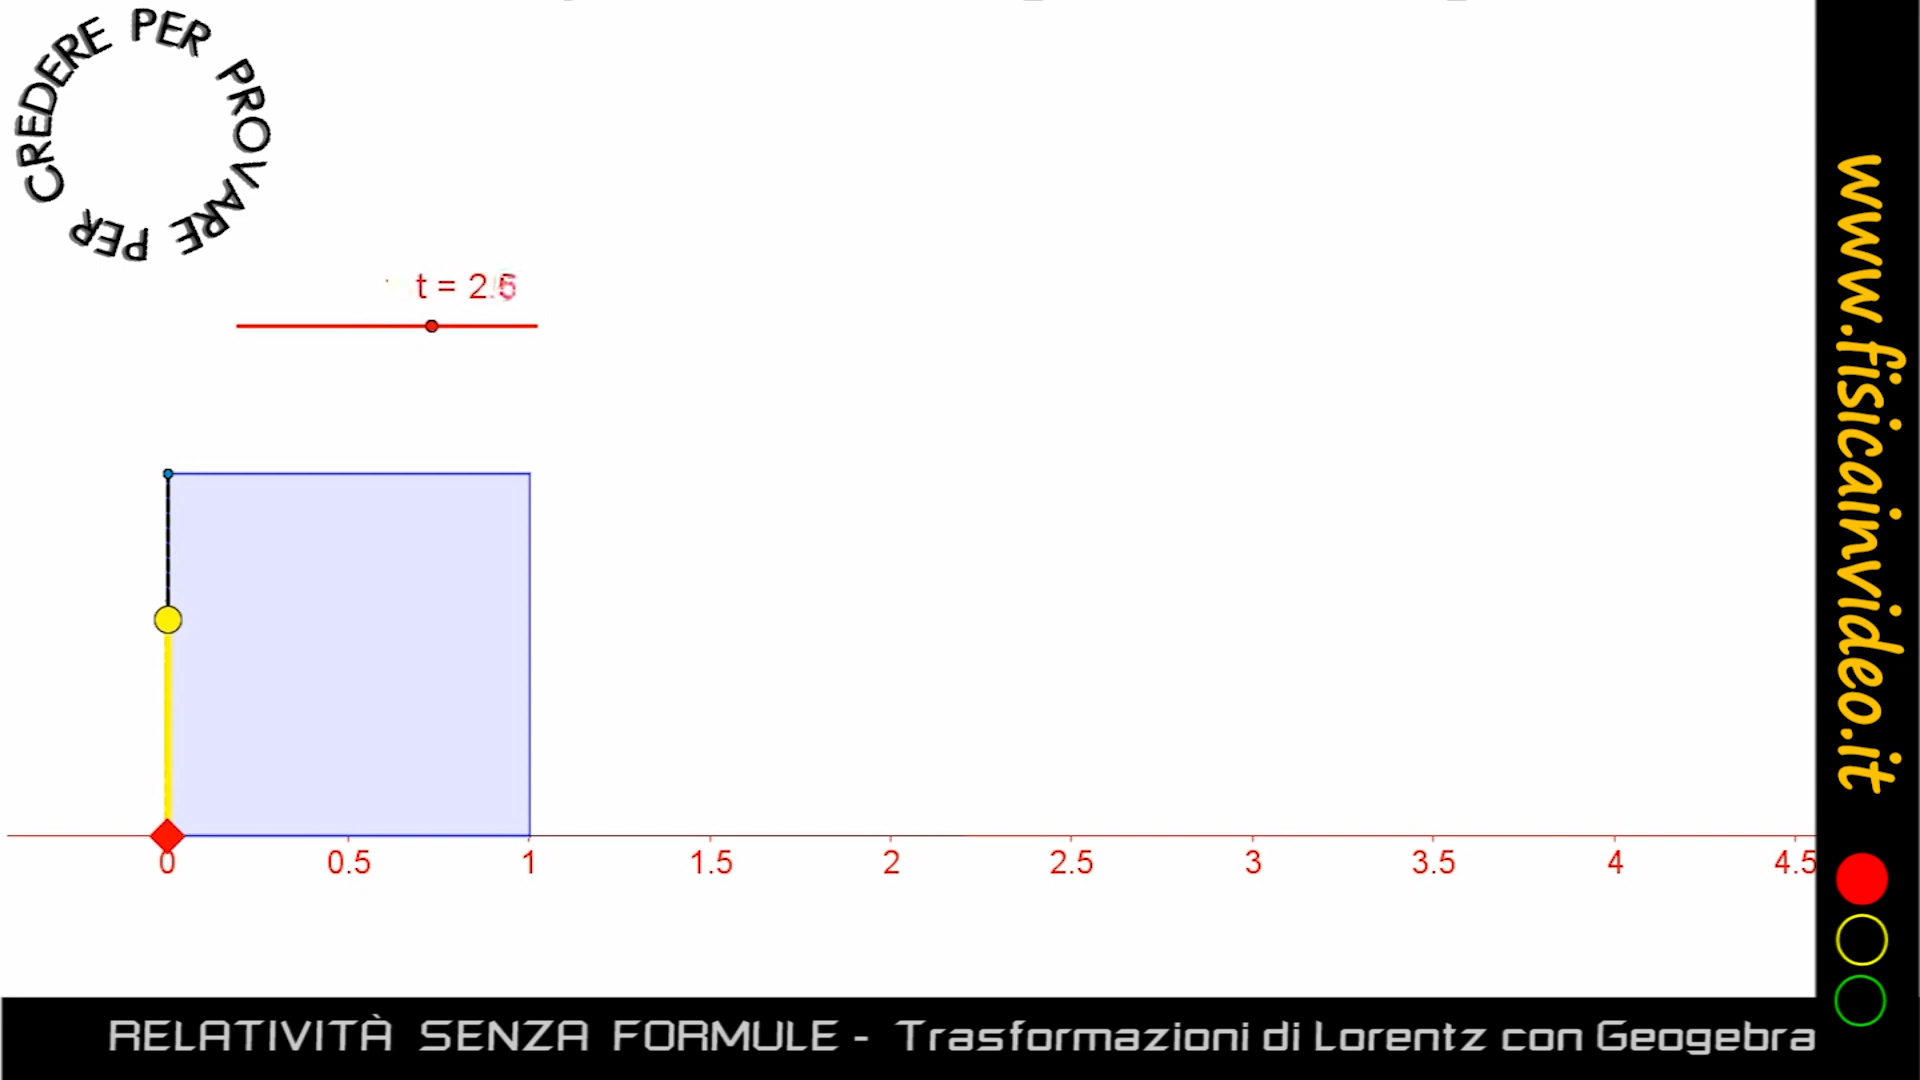 CREDERE PER PROVARE PER
t = 2.6
0 0.5 1 1.5 2 2.5 3 3.5 4 4.5
www.fisicainvideo.it
RELATIVITÀ SENZA FORMULE - Trasformazioni di Lorentz con Geogebra